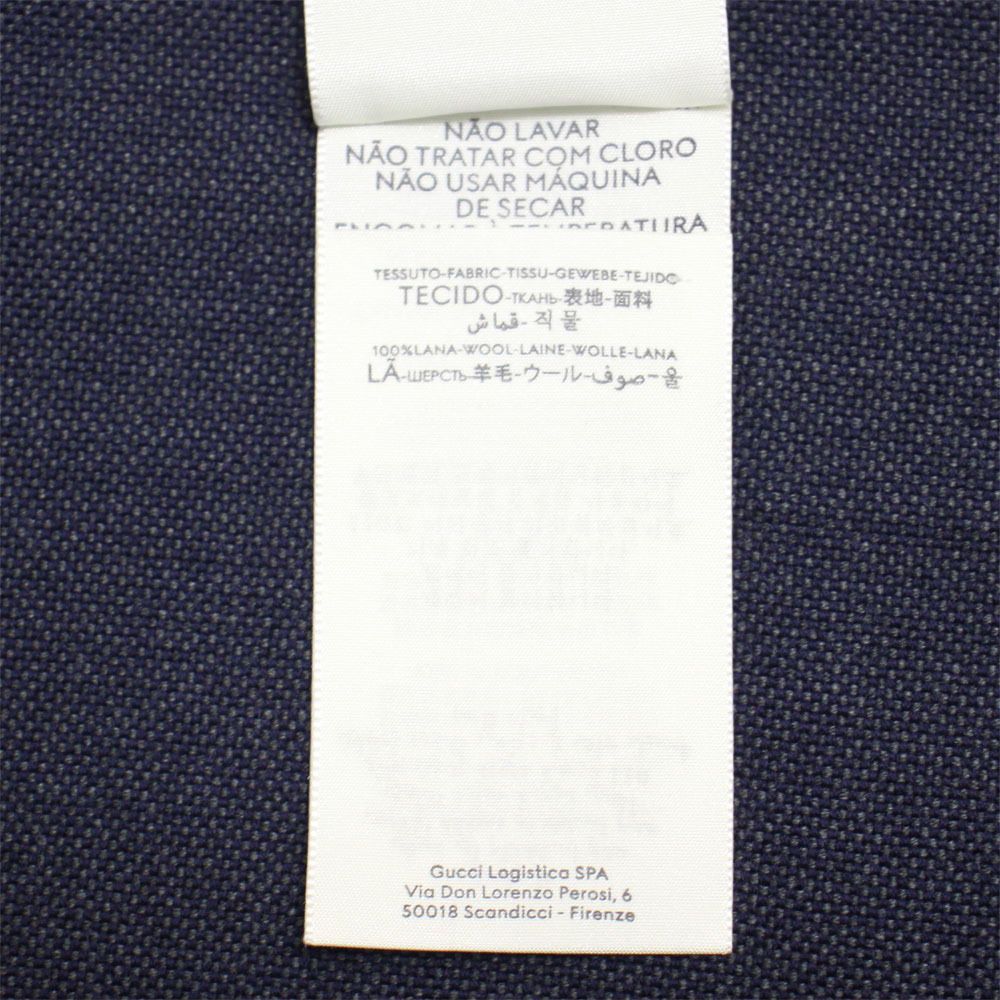 NÃO LAVAR
NÃO TRATAR COM CLORO
NÃO USAR MÁQUINA
DE SECAR
ENGOMAR À TEMPERATURA
TESSUTO-FABRIC-TISSU-GEWEBE-TEJIDO
TECIDO-ТКАНЬ-表地-面料
قماش-직물
100%LANA-WOOL-LAINE-WOLLE-LANA
LÃ-ШЕРСТЬ-羊毛-ウール-صوف-울
Gucci Logistica SPA
Via Don Lorenzo Perosi, 6
50018 Scandicci - Firenze